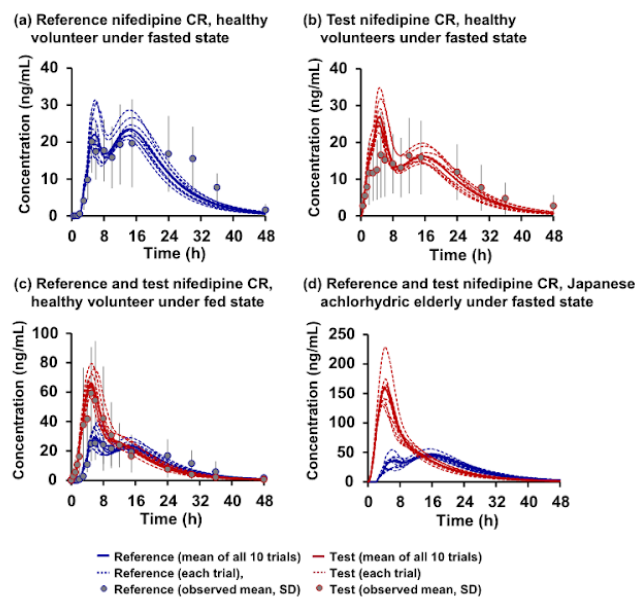 (a) Reference nifedipine CR, healthy
volunteer under fasted state
Concentration (ng/mL)
40
30
20
10
0
0 8 16 24 32 40 48
Time (h)
(b) Test nifedipine CR, healthy
volunteers under fasted state
Concentration (ng/mL)
40
30
20
10
0
0 8 16 24 32 40 48
Time (h)
(c) Reference and test nifedipine CR,
healthy volunteer under fed state
Concentration (ng/mL)
100
80
60
40
20
0
0 8 16 24 32 40 48
Time (h)
(d) Reference and test nifedipine CR, Japanese
achlorhydric elderly under fasted state
Concentration (ng/mL)
250
200
150
100
50
0
0 8 16 24 32 40 48
Time (h)
Reference (mean of all 10 trials)
Reference (each trial),
Reference (observed mean, SD)
Test (mean of all 10 trials)
Test (each trial)
Test (observed mean, SD)